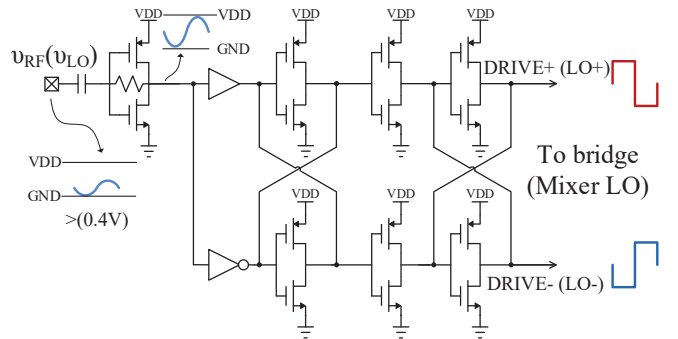 VDD
VDD
VDD
VDD
VDD
υRF(υLO)
GND
DRIVE+ (LO+)
VDD
To bridge
(Mixer LO)
GND
>(0.4V)
VDD
VDD
VDD
DRIVE- (LO-)